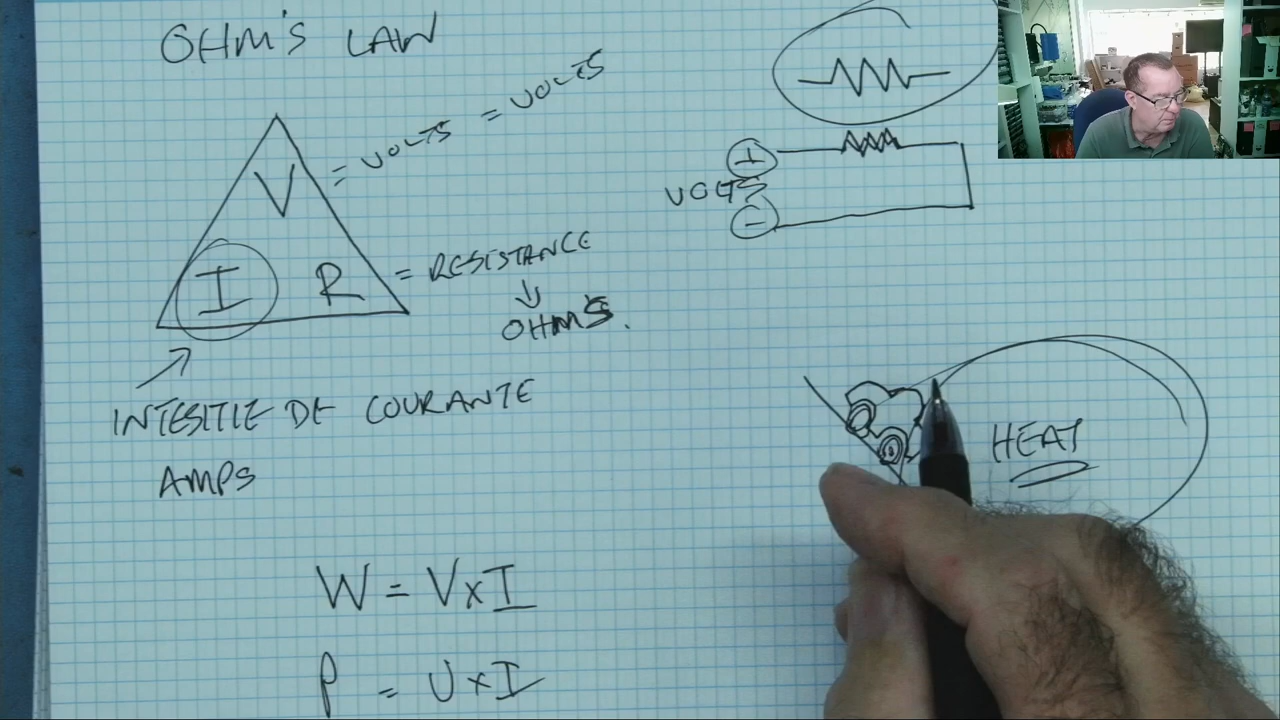 OHM'S LAW
V = VOLTS = VOLTS
I R = RESISTANCE
OHMS.
INTESITIE DE COURANTE
AMPS
W = V×I
P = U×I
+
VOLTS
-
HEAT